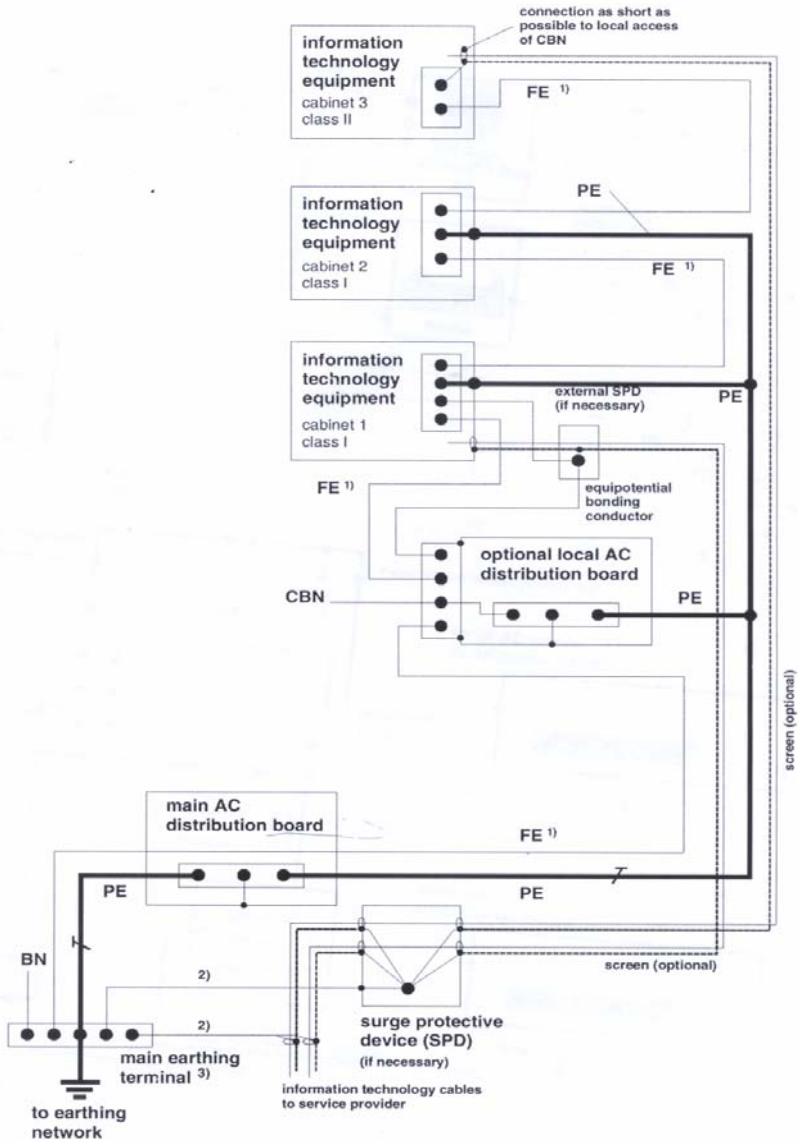 connection as short as
possible to local access
of CBN
information
technology
equipment
cabinet 3
class II
FE 1)
PE
information
technology
equipment
cabinet 2
class I
FE 1)
information
technology
equipment
cabinet 1
class I
external SPD
(if necessary)
PE
FE 1)
equipotential
bonding
conductor
optional local AC
distribution board
CBN
PE
screen (optional)
main AC
distribution board
FE 1)
PE
PE
BN
screen (optional)
2)
2)
surge protective
device (SPD)
(if necessary)
main earthing
terminal 3)
information technology cables
to service provider
to earthing
network